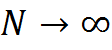 N → ∞